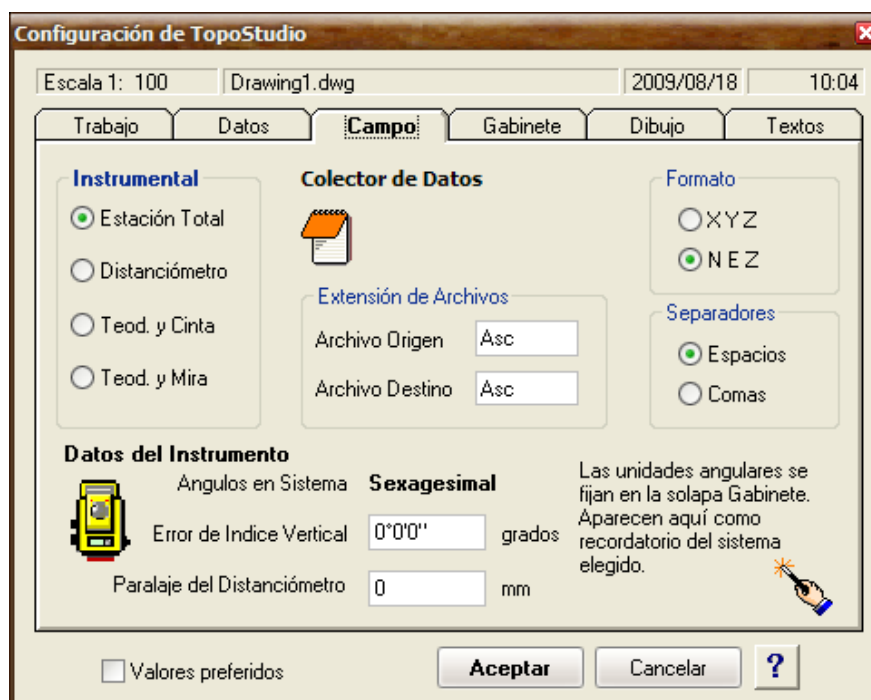 Configuración de TopoStudio
Escala 1: 100 Drawing1.dwg 2009/08/18 10:04
Trabajo Datos Campo Gabinete Dibujo Textos
Instrumental
Estación Total
Distanciómetro
Teod. y Cinta
Teod. y Mira
Colector de Datos
Extensión de Archivos
Archivo Origen Asc
Archivo Destino Asc
Formato
X Y Z
N E Z
Separadores
Espacios
Comas
Datos del Instrumento
Angulos en Sistema Sexagesimal
Error de Indice Vertical 0°0'0'' grados
Paralaje del Distanciómetro 0 mm
Las unidades angulares se
fijan en la solapa Gabinete.
Aparecen aquí como
recordatorio del sistema
elegido.
Valores preferidos
Aceptar Cancelar ?